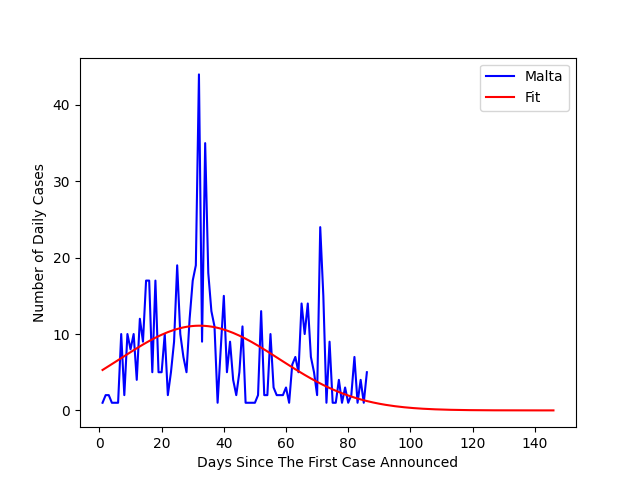 Malta
Fit
40
30
20
10
0
Number of Daily Cases
0 20 40 60 80 100 120 140
Days Since The First Case Announced